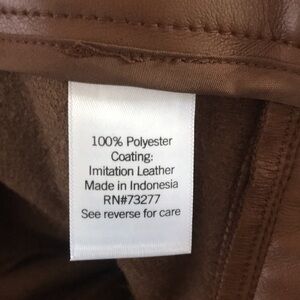 100% Polyester
Coating:
Imitation Leather
Made in Indonesia
RN#73277
See reverse for care